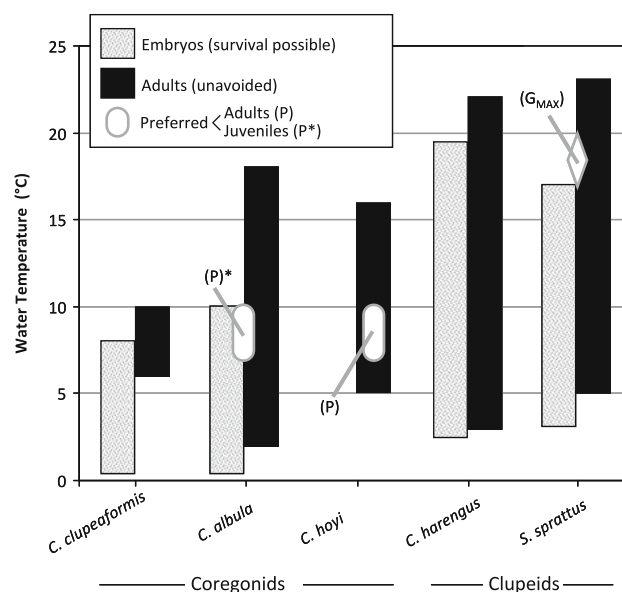 Embryos (survival possible)
Adults (unavoided)
Preferred < Adults (P)
Juveniles (P*)
(GMAX)
(P)*
(P)
Water Temperature (°C)
25
20
15
10
5
0
C. clupeaformis
C. albula
C. hoyi
C. harengus
S. sprattus
Coregonids
Clupeids